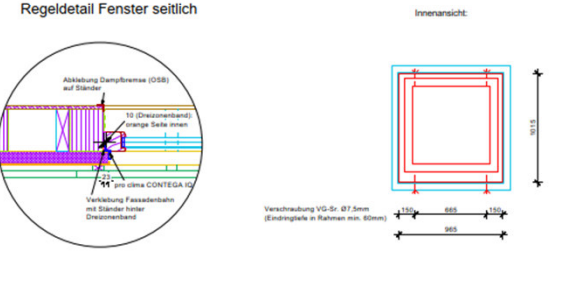 Regeldetail Fenster seitlich
Innenansicht:
Abklebung Dampfbremse (OSB)
auf Ständer
10 (Dreizonenband):
orange Seite innen
23
11
pro clima CONTEGA IQ
Verklebung Fassadenbahn
mit Ständer hinter
Dreizonenband
1015
Verschraubung VG-Sr. Ø7,5mm
(Eindringtiefe in Rahmen min. 60mm)
150 665 150
965